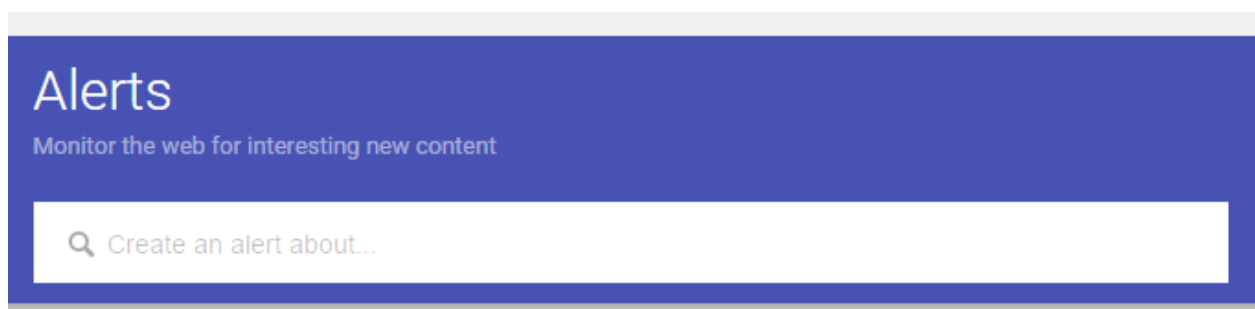 Alerts
Monitor the web for interesting new content
Create an alert about...